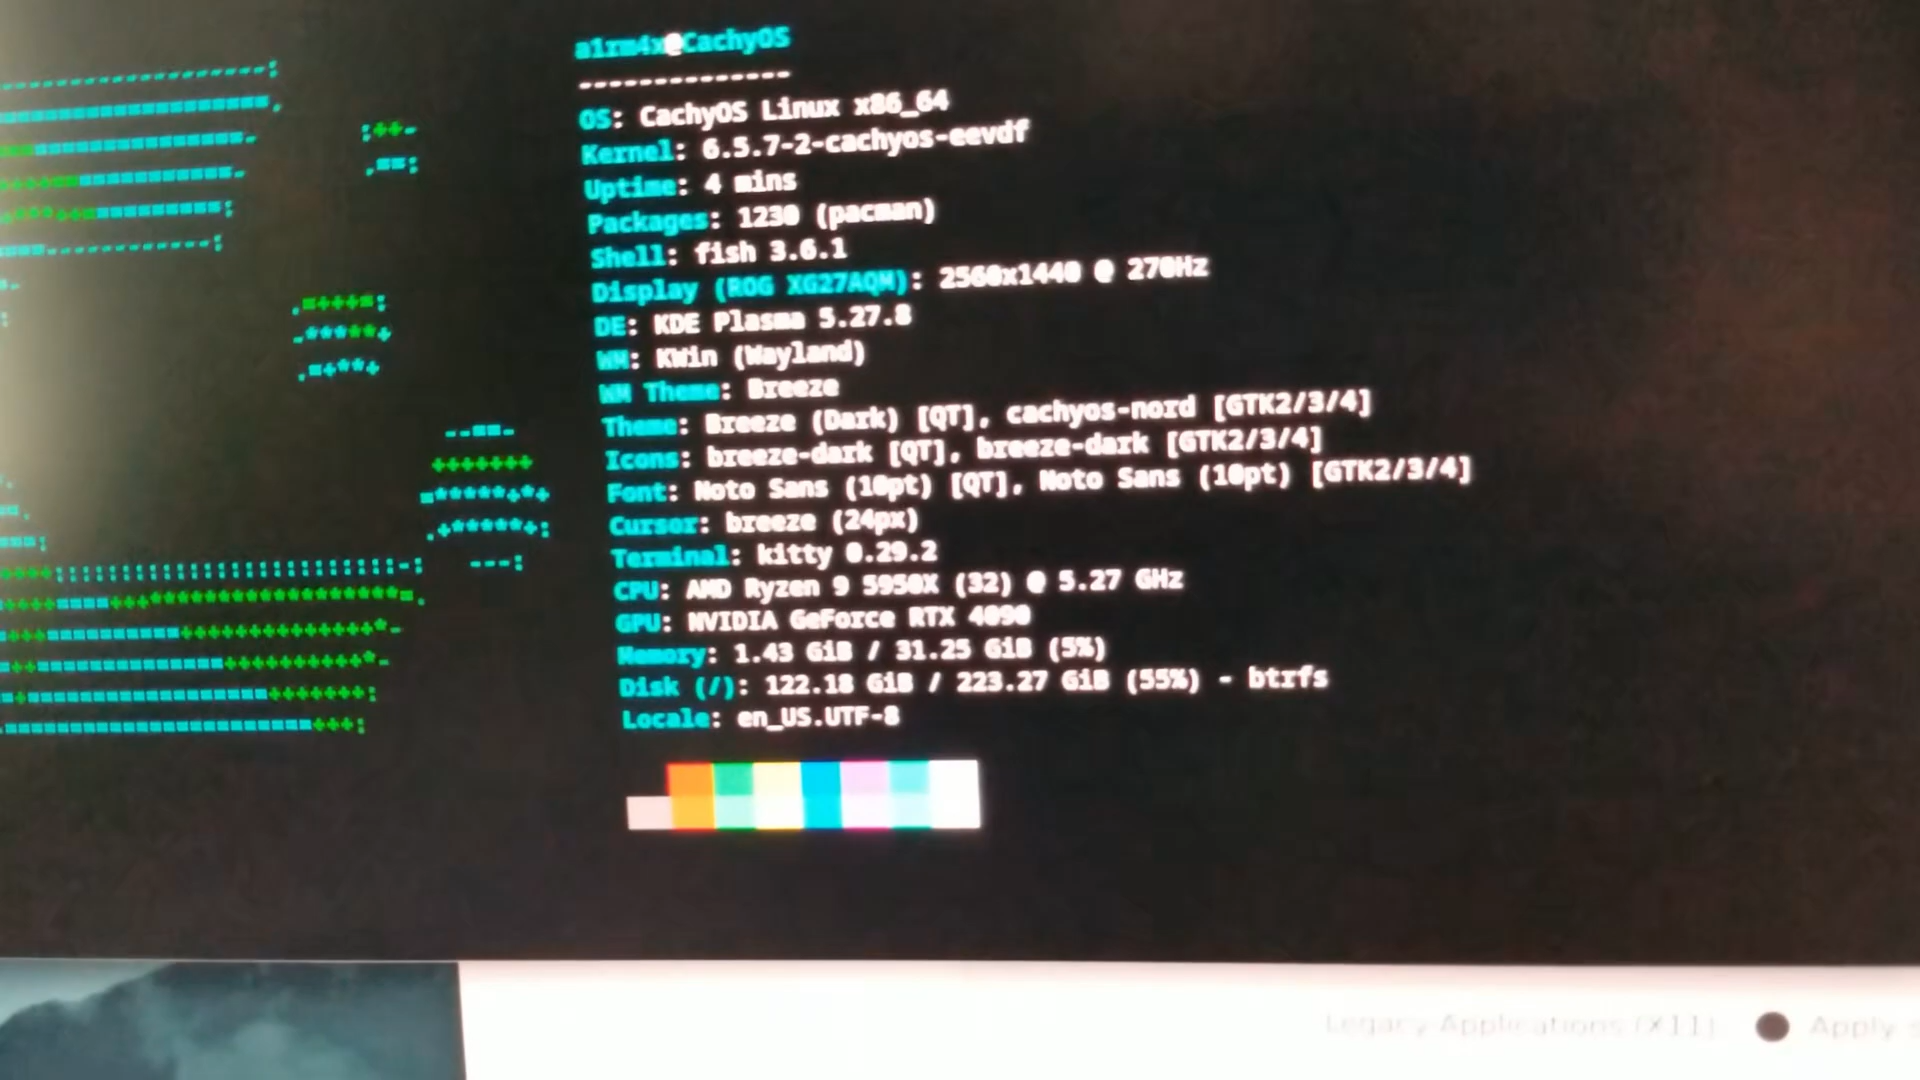 a1rm4x@CachyOS
--------------
OS: CachyOS Linux x86_64
Kernel: 6.5.7-2-cachyos-eevdf
Uptime: 4 mins
Packages: 1230 (pacman)
Shell: fish 3.6.1
Display (ROG XG27AQM): 2560x1440 @ 270Hz
DE: KDE Plasma 5.27.8
WM: KWin (Wayland)
WM Theme: Breeze
Theme: Breeze (Dark) [QT], cachyos-nord [GTK2/3/4]
Icons: breeze-dark [QT], breeze-dark [GTK2/3/4]
Font: Noto Sans (10pt) [QT], Noto Sans (10pt) [GTK2/3/4]
Cursor: breeze (24px)
Terminal: kitty 0.29.2
CPU: AMD Ryzen 9 5950X (32) @ 5.27 GHz
GPU: NVIDIA GeForce RTX 4090
Memory: 1.43 GiB / 31.25 GiB (5%)
Disk (/): 122.18 GiB / 223.27 GiB (55%) - btrfs
Locale: en_US.UTF-8
Legacy Applications (X11) Apply